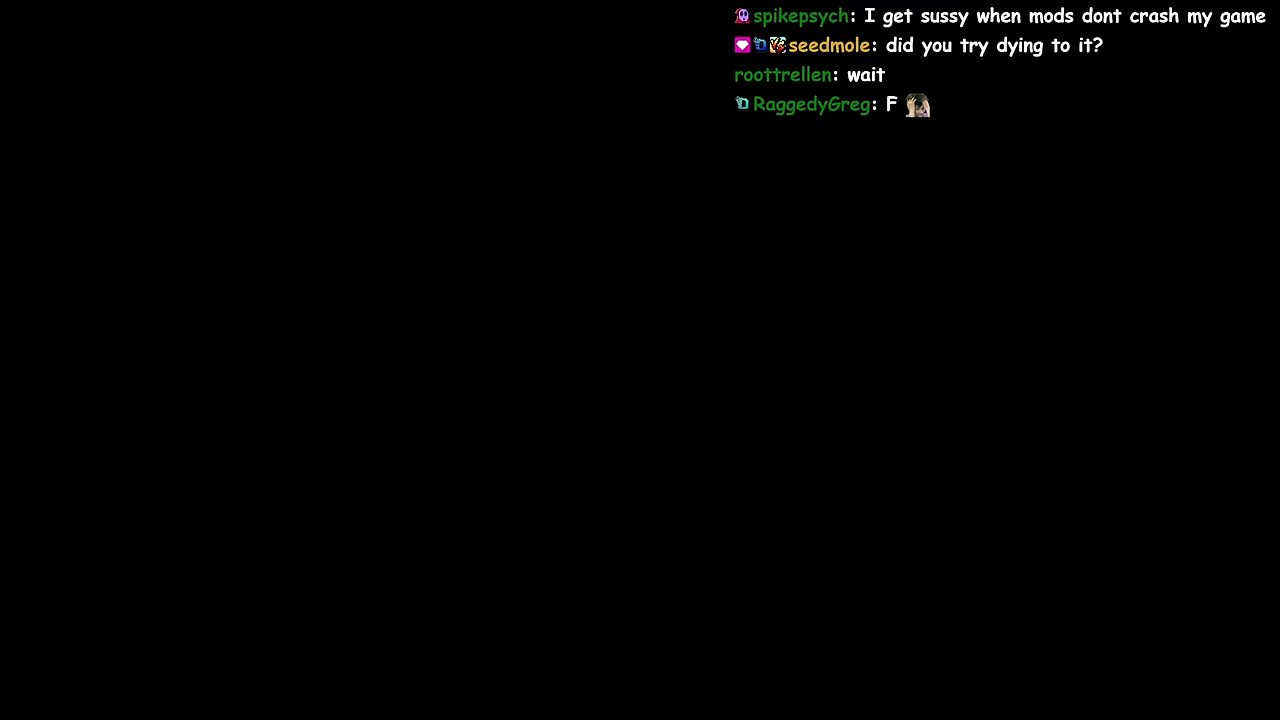 spikepsych: I get sussy when mods dont crash my game
seedmole: did you try dying to it?
roottrellen: wait
RaggedyGreg: F